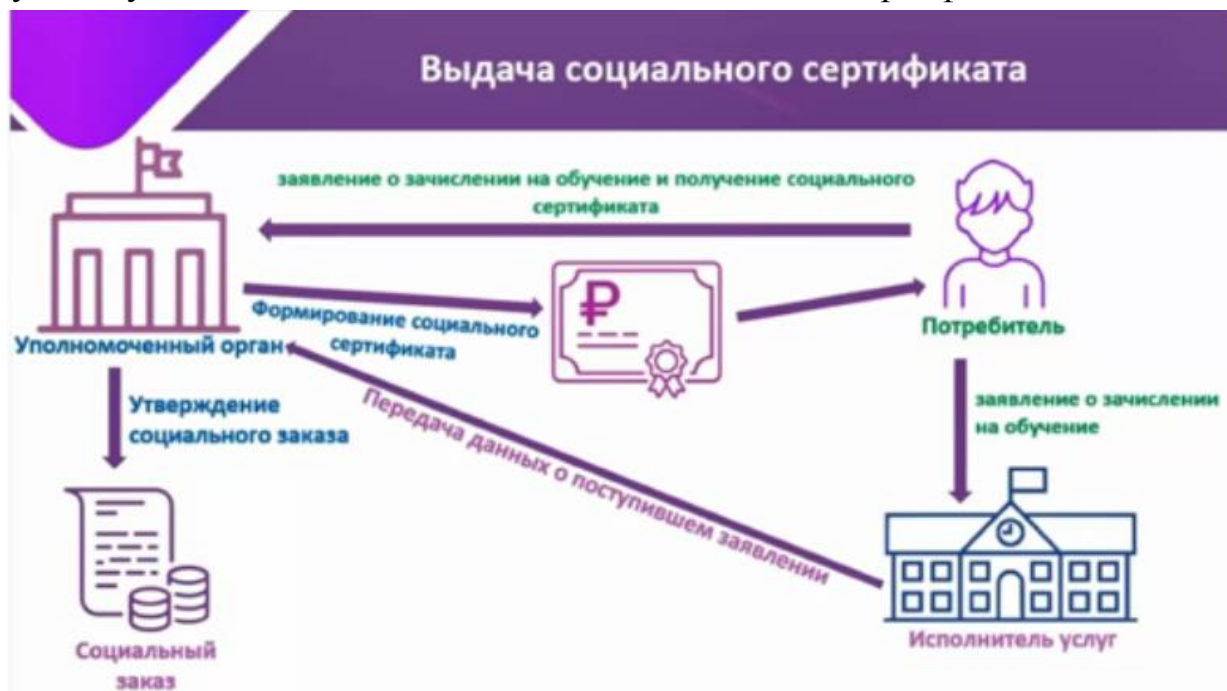 Выдача социального сертификата
заявление о зачислении на обучение и получение социального
сертификата
Формирование социального
сертификата
Потребитель
Уполномоченный орган
Утверждение
социального заказа
Передача данных о поступившем заявлении
заявление о зачислении
на обучение
Исполнитель услуг
Социальный
заказ